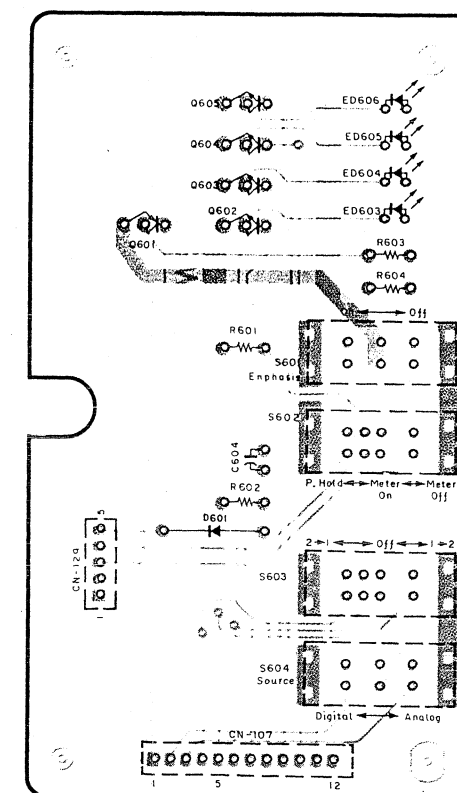 Q605 ED606
Q604 ED605
Q603 ED604
Q602 ED603
Q601
R603
R604
Off
R601
S601
Enphasis
S602
C604
P. Hold Meter On Meter Off
R602
D601
5
CN-129
1
2 1 Off 1 2
S603
S604
Source
Digital Analog
CN-107
1 5 12